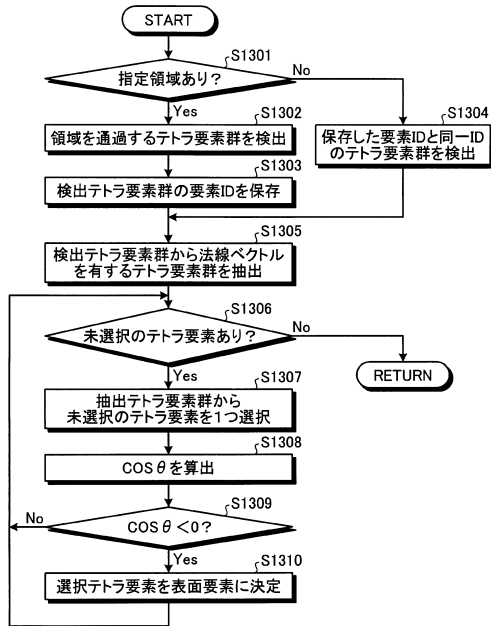 START
S1301
指定領域あり?
No
Yes
S1302
領域を通過するテトラ要素群を検出
S1304
保存した要素IDと同一ID
のテトラ要素群を検出
S1303
検出テトラ要素群の要素IDを保存
S1305
検出テトラ要素群から法線ベクトル
を有するテトラ要素群を抽出
S1306
未選択のテトラ要素あり?
No
RETURN
Yes
S1307
抽出テトラ要素群から
未選択のテトラ要素を1つ選択
S1308
COSθを算出
S1309
COSθ<0?
No
Yes
S1310
選択テトラ要素を表面要素に決定